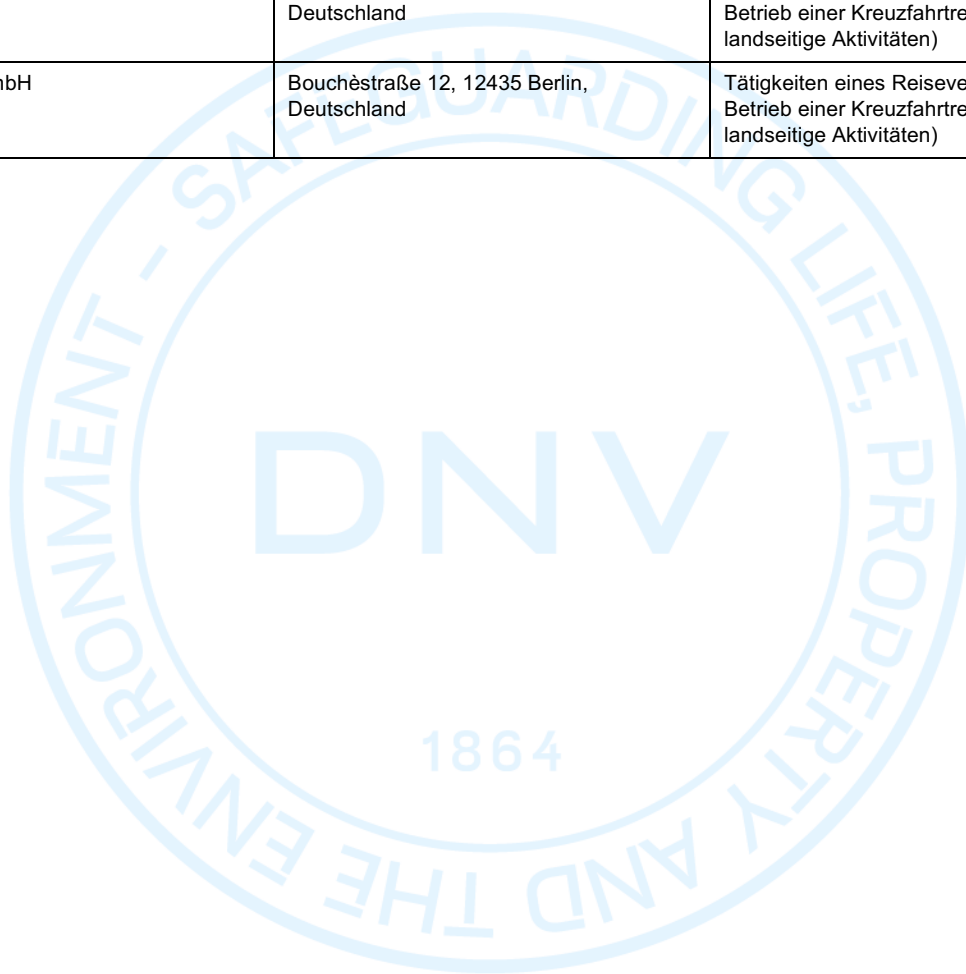 Deutschland
Betrieb einer Kreuzfahrtre
landseitige Aktivitäten)
mbH
Bouchèstraße 12, 12435 Berlin,
Deutschland
Tätigkeiten eines Reiseve
Betrieb einer Kreuzfahrtre
landseitige Aktivitäten)
SAFEGUARDING LIFE, PROPERTY AND THE ENVIRONMENT –
DNV
1864